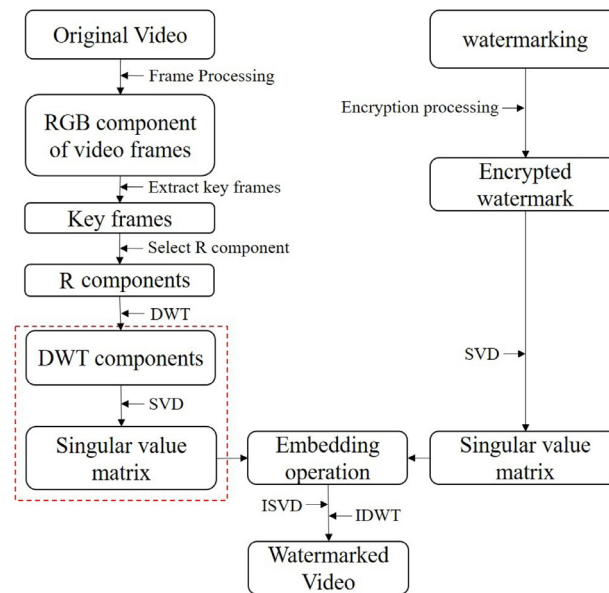 Original Video
Frame Processing
RGB component
of video frames
Extract key frames
Key frames
Select R component
R components
DWT
DWT components
SVD
Singular value
matrix
watermarking
Encryption processing
Encrypted
watermark
SVD
Singular value
matrix
Embedding
operation
ISVD
IDWT
Watermarked
Video